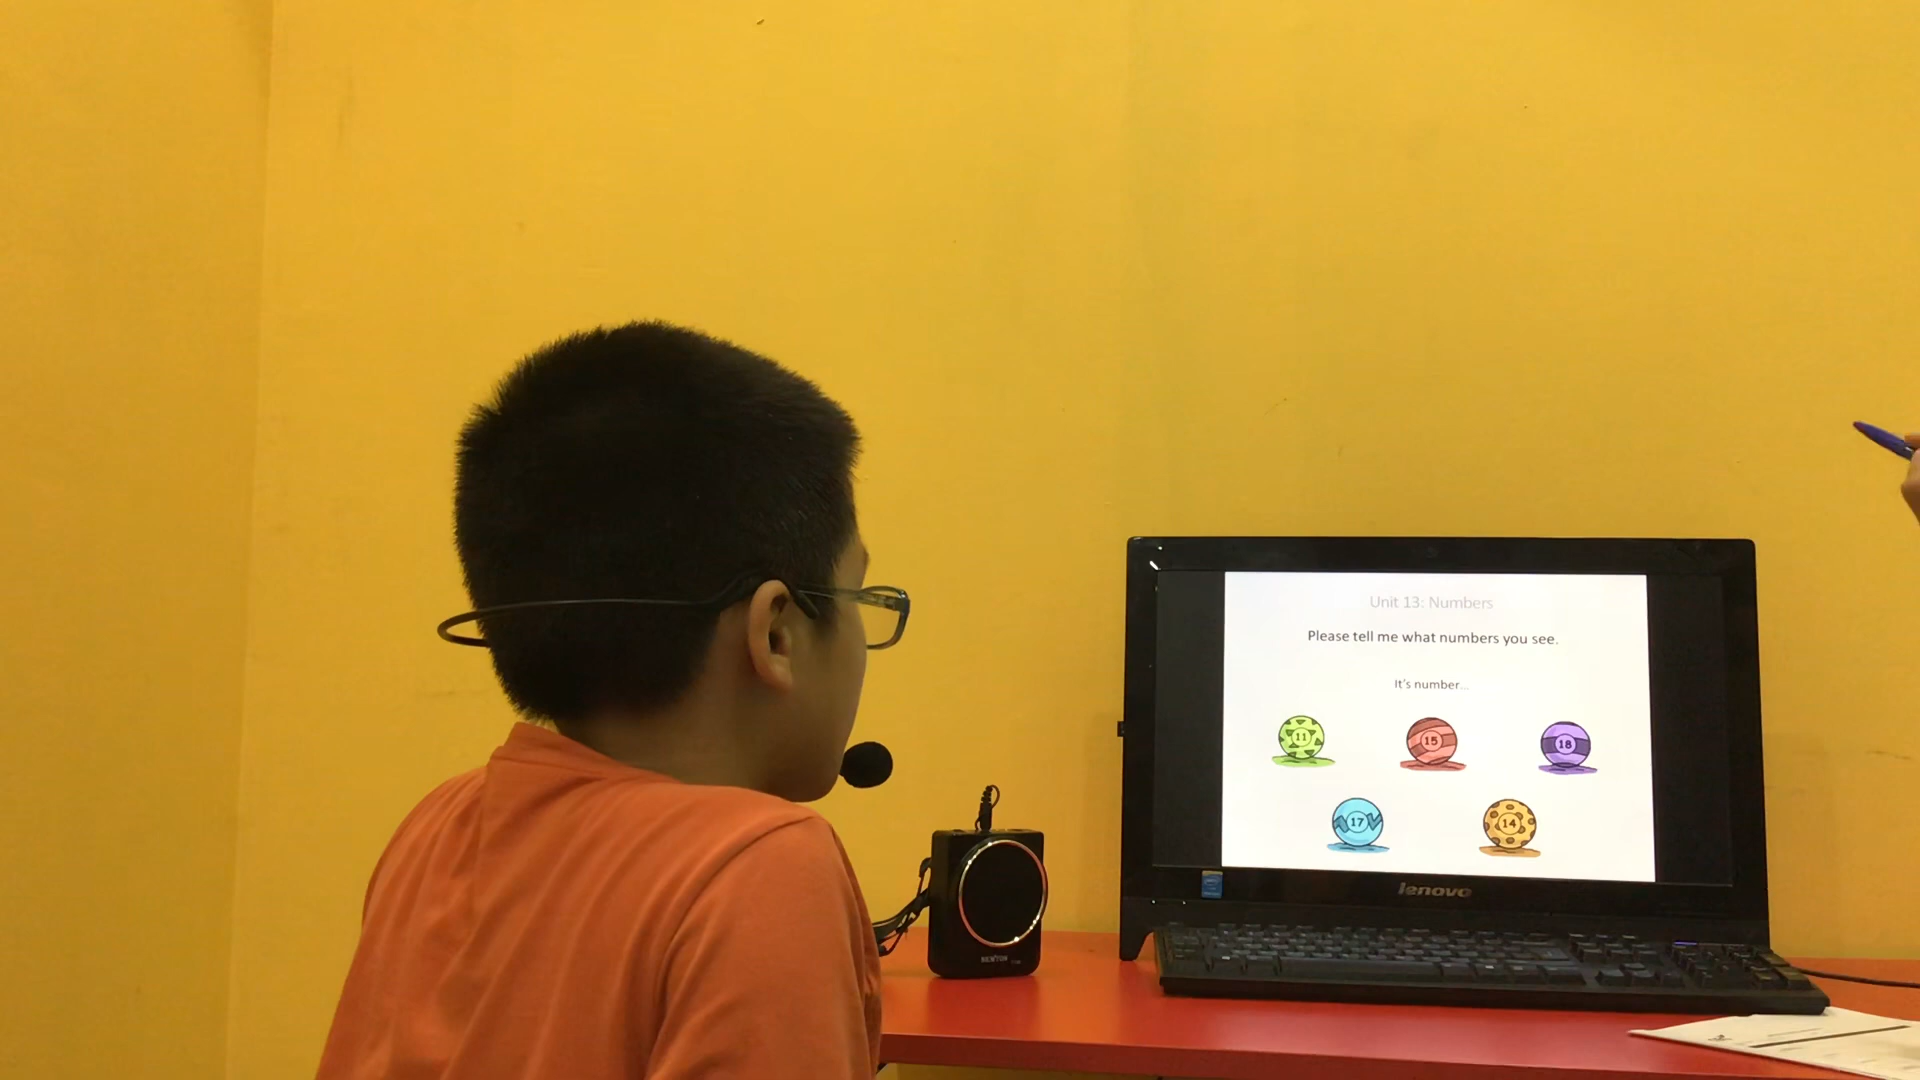 Unit 13: Numbers
Please tell me what numbers you see.
It's number...
11 15 18
17 14
lenovo